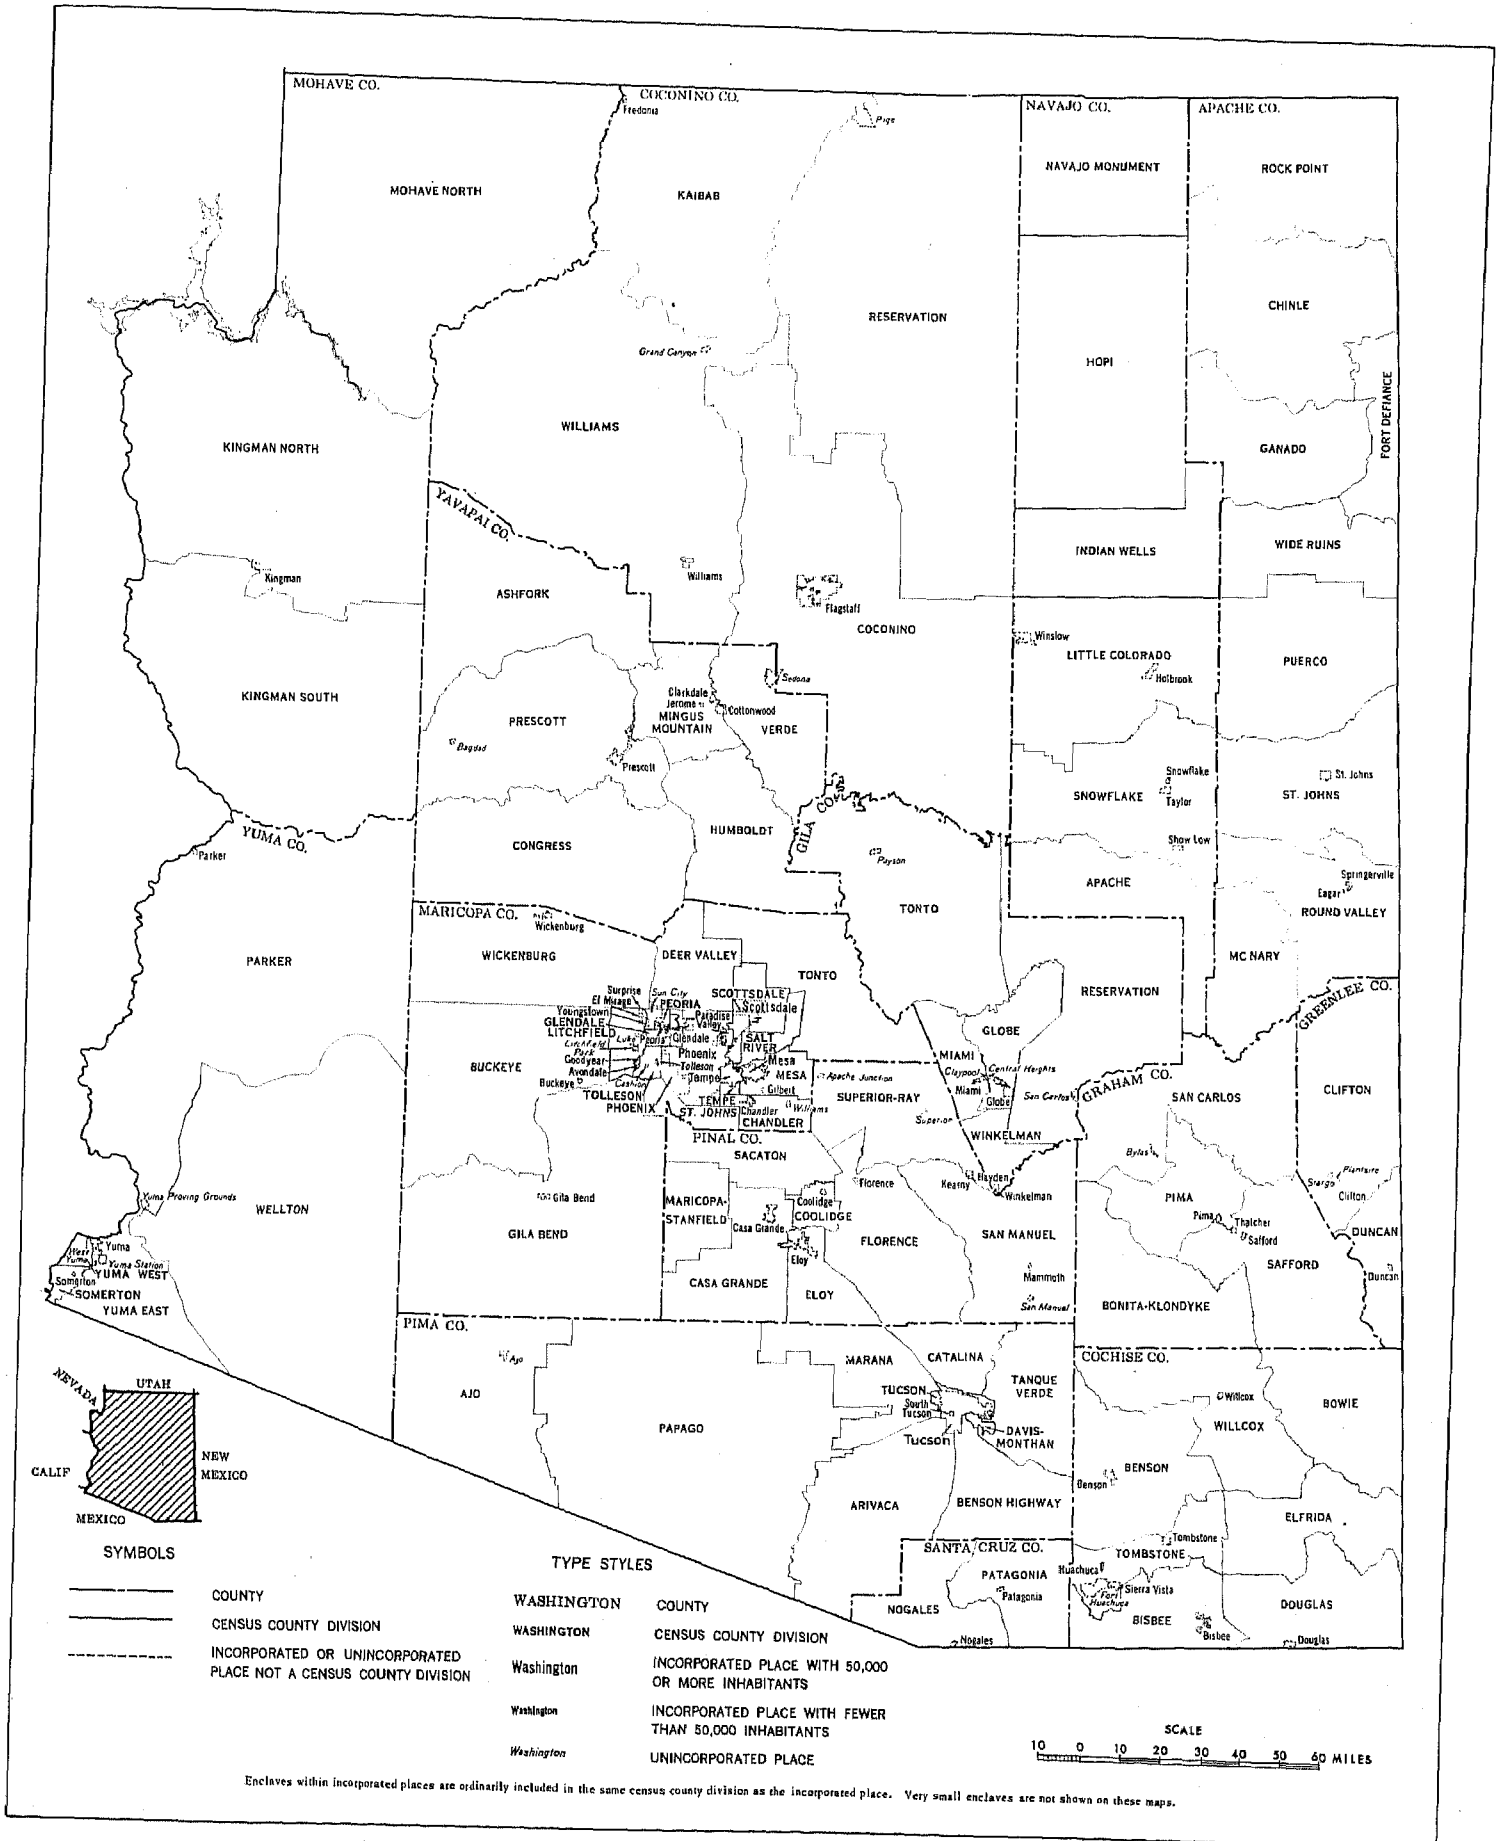 MOHAVE CO.
COCONINO CO.
NAVAJO CO.
APACHE CO.
Fredonia
Page
NAVAJO MONUMENT
ROCK POINT
MOHAVE NORTH
KAIBAB
CHINLE
RESERVATION
Grand Canyon
HOPI
FORT DEFIANCE
WILLIAMS
KINGMAN NORTH
GANADO
YAVAPAI CO.
INDIAN WELLS
WIDE RUINS
Kingman
Williams
ASHFORK
Flagstaff
COCONINO
Winslow
LITTLE COLORADO
PUERCO
Holbrook
Sedona
KINGMAN SOUTH
Clarkdale
Jerome
Cottonwood
MINGUS
MOUNTAIN
PRESCOTT
VERDE
Bagdad
Prescott
Snowflake
St. Johns
SNOWFLAKE
Taylor
ST. JOHNS
GILA CO.
HUMBOLDT
YUMA CO.
CONGRESS
Show Low
Parker
Payson
Springerville
APACHE
Eagar
MARICOPA CO.
TONTO
ROUND VALLEY
Wickenburg
WICKENBURG
DEER VALLEY
MC NARY
PARKER
TONTO
GREENLEE CO.
RESERVATION
Surprise
Sun City
SCOTTSDALE
El Mirage
PEORIA
Scottsdale
Youngstown
Paradise
Valley
GLENDALE
LITCHFIELD
Luke
Peoria
Glendale
SALT
RIVER
GLOBE
Litchfield
Park
Phoenix
Mesa
MIAMI
Goodyear
Tolleson
MESA
Claypool
Central Heights
BUCKEYE
Avondale
Tempe
Apache Junction
GRAHAM CO.
Buckeye
Cashion
Gilbert
Miami
CLIFTON
TOLLESON
TEMPE
SUPERIOR-RAY
Globe
San Carlos
SAN CARLOS
PHOENIX
ST. JOHNS
Chandler
Williams
CHANDLER
Superior
PINAL CO.
WINKELMAN
SACATON
Bylas
Plantsite
Stargo
Yuma Proving Grounds
Kearny
Hayden
Florence
Clifton
WELLTON
Gila Bend
MARICOPA-
STANFIELD
Coolidge
Winkelman
PIMA
COOLIDGE
Pima
Thatcher
Casa Grande
Safford
DUNCAN
GILA BEND
FLORENCE
SAN MANUEL
Yuma
West
Yuma
Eloy
Yuma Station
SAFFORD
Somerton
YUMA WEST
Mammoth
Duncan
SOMERTON
CASA GRANDE
ELOY
YUMA EAST
San Manuel
BONITA-KLONDYKE
PIMA CO.
MARANA
CATALINA
COCHISE CO.
Ajo
AJO
TANQUE
VERDE
TUCSON
Willcox
BOWIE
South
Tucson
WILLCOX
PAPAGO
Tucson
DAVIS-
MONTHAN
Benson
BENSON
ARIVACA
BENSON HIGHWAY
ELFRIDA
Tombstone
SANTA CRUZ CO.
TOMBSTONE
PATAGONIA
Huachuca
Sierra Vista
Fort
Huachuca
Patagonia
NOGALES
BISBEE
DOUGLAS
Bisbee
Nogales
Douglas
NEVADA
UTAH
CALIF
NEW
MEXICO
MEXICO
SYMBOLS
COUNTY
CENSUS COUNTY DIVISION
INCORPORATED OR UNINCORPORATED
PLACE NOT A CENSUS COUNTY DIVISION
TYPE STYLES
WASHINGTON COUNTY
WASHINGTON CENSUS COUNTY DIVISION
Washington INCORPORATED PLACE WITH 50,000
OR MORE INHABITANTS
Washington INCORPORATED PLACE WITH FEWER
THAN 50,000 INHABITANTS
Washington UNINCORPORATED PLACE
SCALE
10 0 10 20 30 40 50 60 MILES
Enclaves within incorporated places are ordinarily included in the same census county division as the incorporated place. Very small enclaves are not shown on these maps.